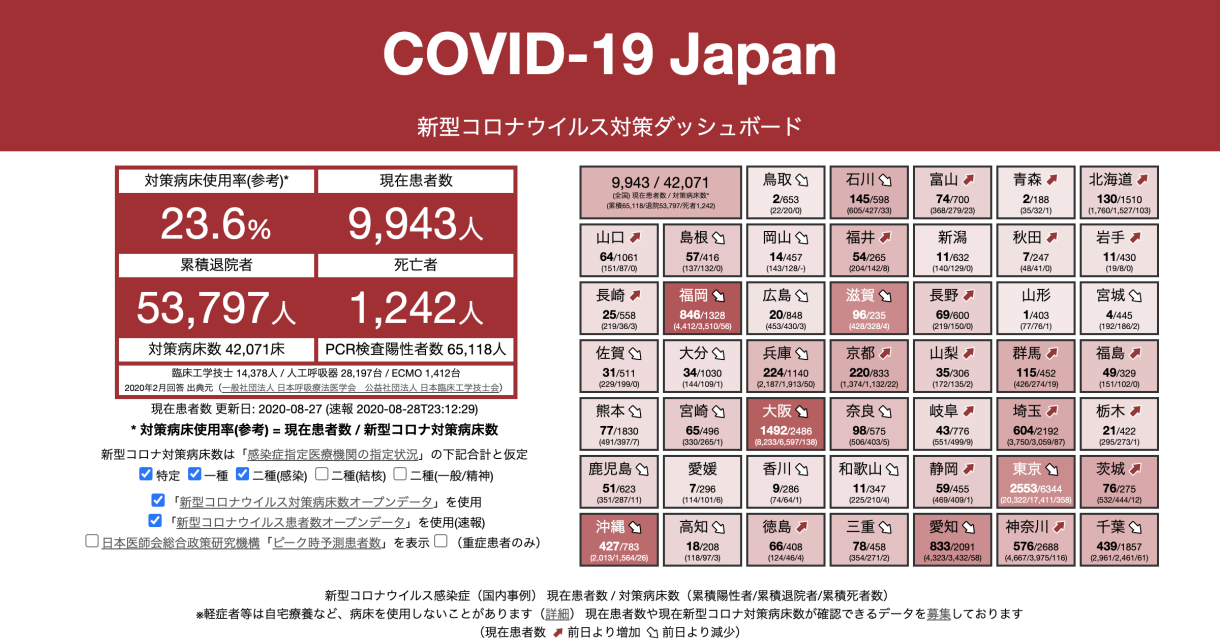 COVID-19 Japan
新型コロナウイルス対策ダッシュボード
対策病床使用率(参考)* 現在患者数
23.6% 9,943人
累積退院者 死亡者
53,797人 1,242人
対策病床数 42,071床 PCR検査陽性者数 65,118人
臨床工学技士 14,378人 / 人工呼吸器 28,197台 / ECMO 1,412台
2020年2月回答 出典元（一般社団法人 日本呼吸療法医学会　公益社団法人 日本臨床工学技士会）
現在患者数 更新日: 2020-08-27 (速報 2020-08-28T23:12:29)
* 対策病床使用率(参考) = 現在患者数 / 新型コロナ対策病床数
新型コロナ対策病床数は「感染症指定医療機関の指定状況」の下記合計と仮定
特定 一種 二種(感染) 二種(結核) 二種(一般/精神)
「新型コロナウイルス対策病床数オープンデータ」を使用
「新型コロナウイルス患者数オープンデータ」を使用(速報)
日本医師会総合政策研究機構「ピーク時予測患者数」を表示 （重症患者のみ）
9,943 / 42,071
(全国) 現在患者数 / 対策病床数*
(累積65,118/退院53,797/死者1,242)
鳥取 石川 富山 青森 北海道
2/653 145/598 74/700 2/188 130/1510
(22/20/0) (605/427/33) (368/279/23) (35/32/1) (1,760/1,527/103)
山口 島根 岡山 福井 新潟 秋田 岩手
64/1061 57/416 14/457 54/265 11/632 7/247 11/430
(151/87/0) (137/132/0) (143/128/-) (204/142/8) (140/129/0) (48/41/0) (19/8/0)
長崎 福岡 広島 滋賀 長野 山形 宮城
25/558 846/1328 20/848 96/235 69/600 1/403 4/445
(219/36/3) (4,412/3,510/56) (453/430/3) (428/328/4) (219/150/0) (77/76/1) (192/186/2)
佐賀 大分 兵庫 京都 山梨 群馬 福島
31/511 34/1030 224/1140 220/833 35/306 115/452 49/329
(229/199/0) (144/109/1) (2,187/1,913/50) (1,374/1,132/22) (172/135/2) (426/274/19) (151/102/0)
熊本 宮崎 大阪 奈良 岐阜 埼玉 栃木
77/1830 65/496 1492/2486 98/575 43/776 604/2192 21/422
(491/397/7) (330/265/1) (8,233/6,597/138) (506/403/5) (551/499/9) (3,750/3,059/87) (295/273/1)
鹿児島 愛媛 香川 和歌山 静岡 東京 茨城
51/623 7/296 9/286 11/347 59/455 2553/6344 76/275
(351/287/11) (114/101/6) (74/64/1) (225/210/4) (469/409/1) (20,322/17,411/358) (532/444/12)
沖縄 高知 徳島 三重 愛知 神奈川 千葉
427/783 18/208 66/408 78/458 833/2091 576/2688 439/1857
(2,013/1,564/26) (118/97/3) (124/46/4) (354/271/2) (4,323/3,432/58) (4,667/3,975/116) (2,961/2,461/61)
新型コロナウイルス感染症（国内事例） 現在患者数 / 対策病床数（累積陽性者/累積退院者/累積死者数）
※軽症者等は自宅療養など、病床を使用しないことがあります（詳細） 現在患者数や現在新型コロナ対策病床数が確認できるデータを募集しております
（現在患者数 前日より増加 前日より減少）